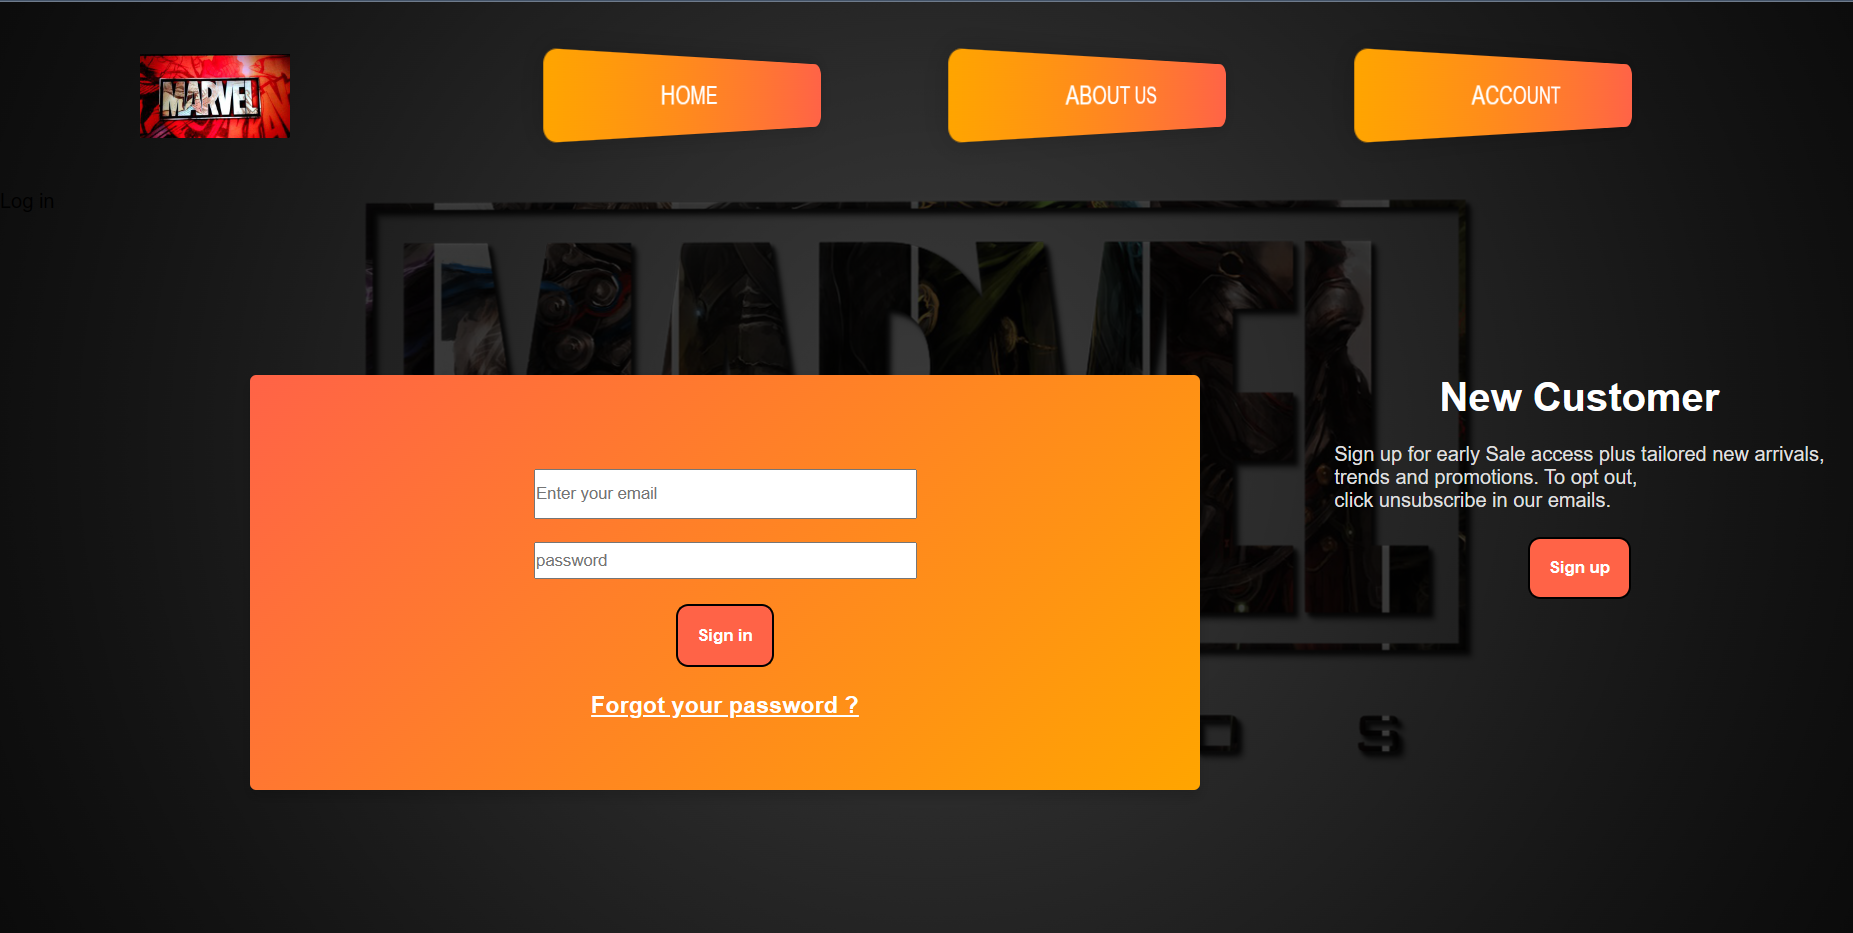 MARVEL
HOME
ABOUT US
ACCOUNT
Log in
MARVEL
New Customer
Sign up for early Sale access plus tailored new arrivals,
trends and promotions. To opt out,
click unsubscribe in our emails.
Enter your email
password
Sign up
Sign in
Forgot your password ?
O S